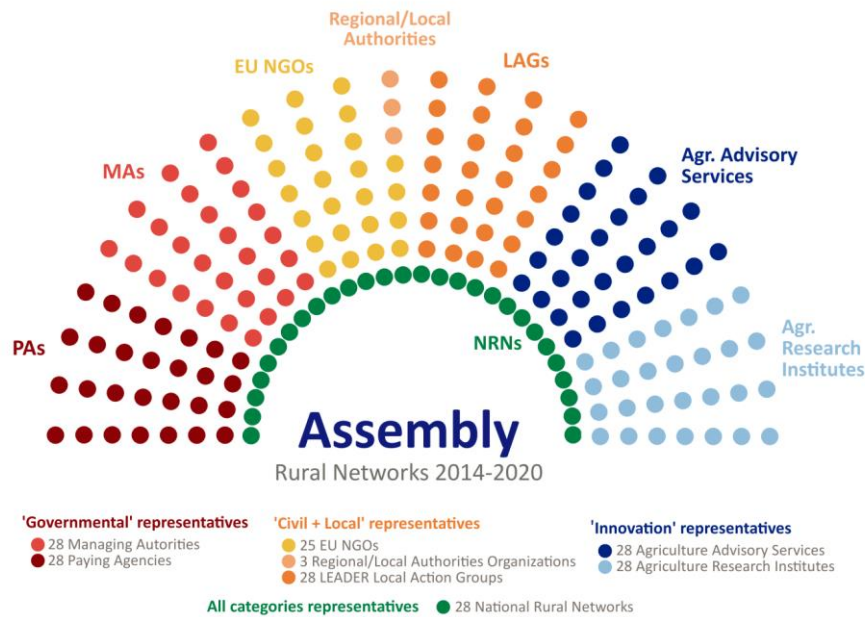 Regional/Local
Authorities
EU NGOs
LAGs
MAs
Agr. Advisory
Services
PAs
NRNs
Agr.
Research
Institutes
Assembly
Rural Networks 2014-2020
'Governmental' representatives
28 Managing Autorities
28 Paying Agencies
'Civil + Local' representatives
25 EU NGOs
3 Regional/Local Authorities Organizations
28 LEADER Local Action Groups
'Innovation' representatives
28 Agriculture Advisory Services
28 Agriculture Research Institutes
All categories representatives
28 National Rural Networks